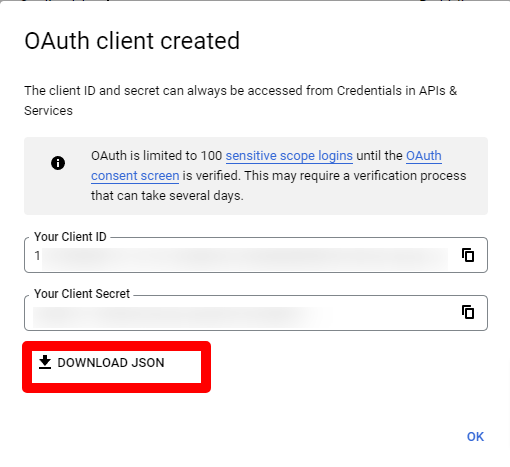 OAuth client created
The client ID and secret can always be accessed from Credentials in APIs &
Services
OAuth is limited to 100 sensitive scope logins until the OAuth
consent screen is verified. This may require a verification process
that can take several days.
Your Client ID
1
Your Client Secret
DOWNLOAD JSON
OK